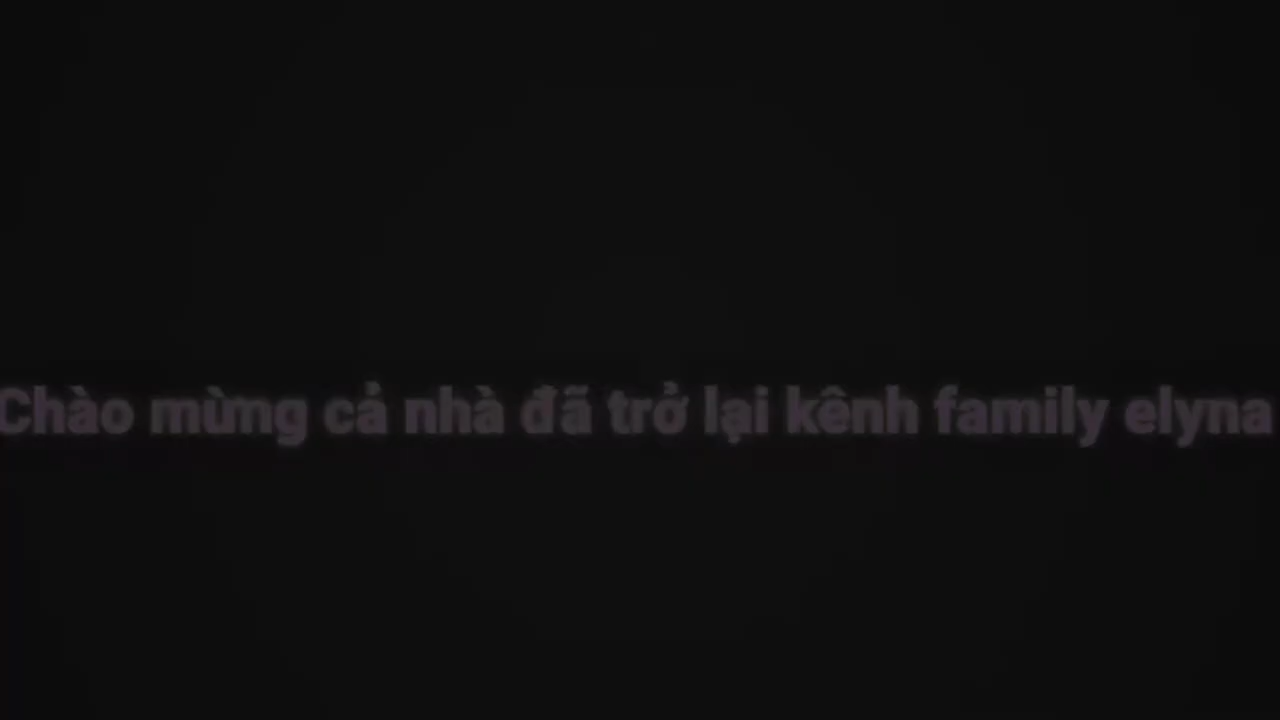 Chào mừng cả nhà đã trở lại kênh family elyna